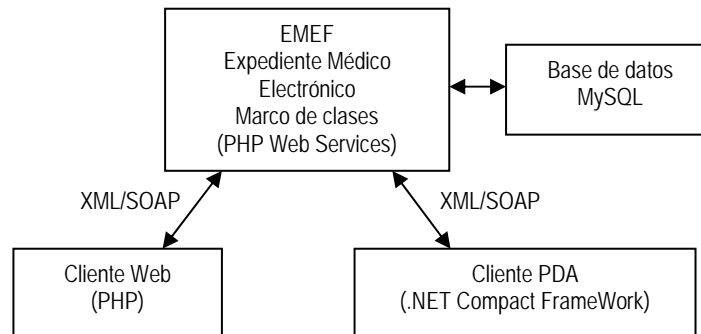 EMEF
Expediente Médico
Electrónico
Marco de clases
(PHP Web Services)
Base de datos
MySQL
XML/SOAP
XML/SOAP
Cliente Web
(PHP)
Cliente PDA
(.NET Compact FrameWork)